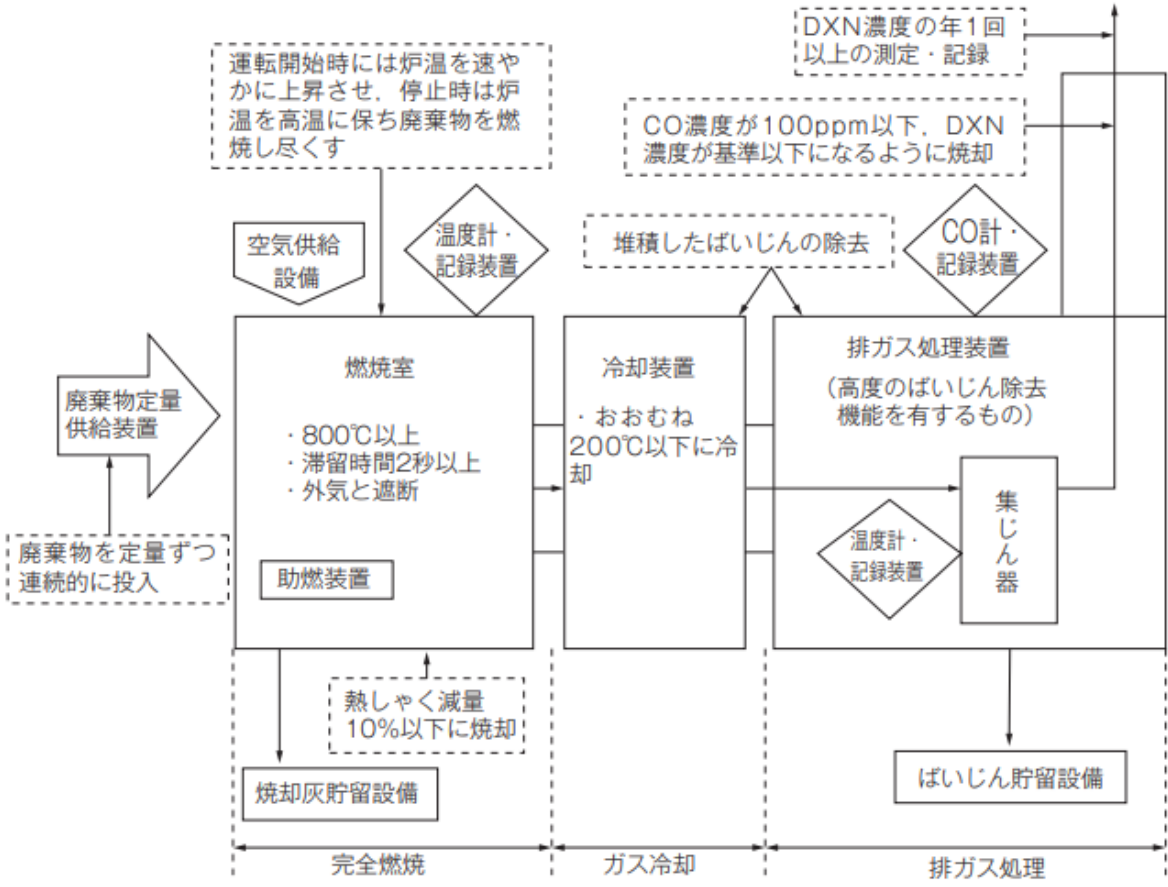 DXN濃度の年1回
以上の測定・記録
運転開始時には炉温を速や
かに上昇させ，停止時は炉
温を高温に保ち廃棄物を燃
焼し尽くす
CO濃度が100ppm以下，DXN
濃度が基準以下になるように焼却
空気供給
設備
温度計・
記録装置
堆積したばいじんの除去
CO計・
記録装置
廃棄物定量
供給装置
燃焼室
・800℃以上
・滞留時間2秒以上
・外気と遮断
助燃装置
冷却装置
・おおむね
200℃以下に冷
却
排ガス処理装置
（高度のばいじん除去
機能を有するもの）
温度計・
記録装置
集じん器
廃棄物を定量ずつ
連続的に投入
熱しゃく減量
10%以下に焼却
焼却灰貯留設備
ばいじん貯留設備
完全燃焼
ガス冷却
排ガス処理